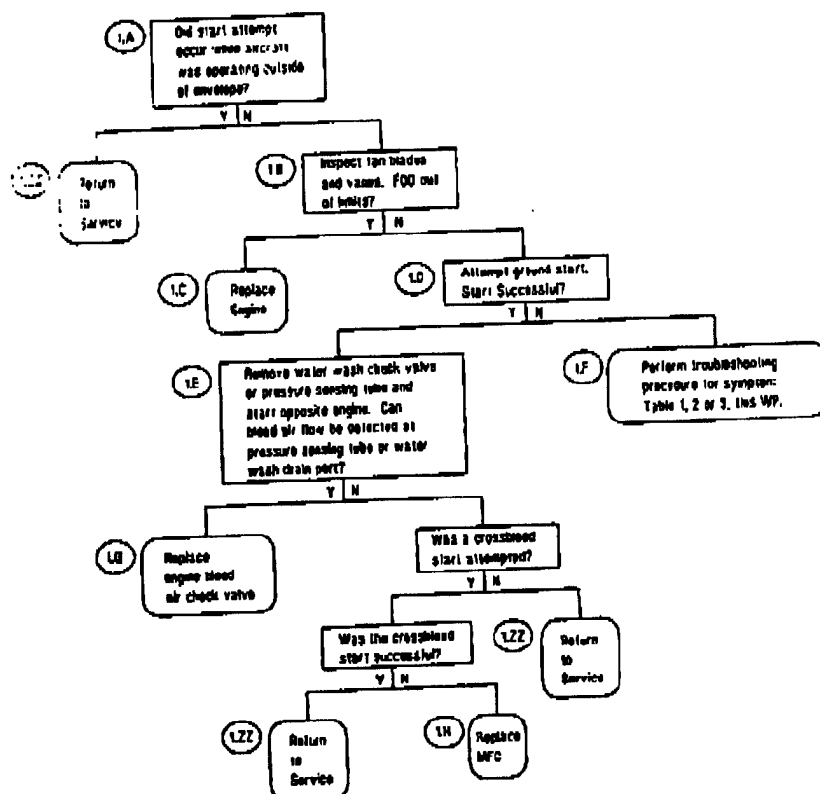 1.A
Did start attempt
occur when aircraft
was operating outside
of envelope?
Y N
Return
to
Service
1.B
Inspect fan blades
and vanes. FOD out
of limits?
Y N
1.C
Replace
Engine
1.D
Attempt ground start.
Start Successful?
Y N
1.E
Remove water wash check valve
or pressure sensing tube and
start opposite engine. Can
bleed air flow be detected at
pressure sensing tube or water
wash drain port?
1.F
Perform troubleshooting
procedure for symptom:
Table 1, 2 or 3, this WP.
Y N
1.G
Replace
engine bleed
air check valve
Was a crossbleed
start attempted?
Y N
Was the crossbleed
start successful?
Y N
1.ZZ
Return
to
Service
1.ZZ
Return
to
Service
1.H
Replace
MFC